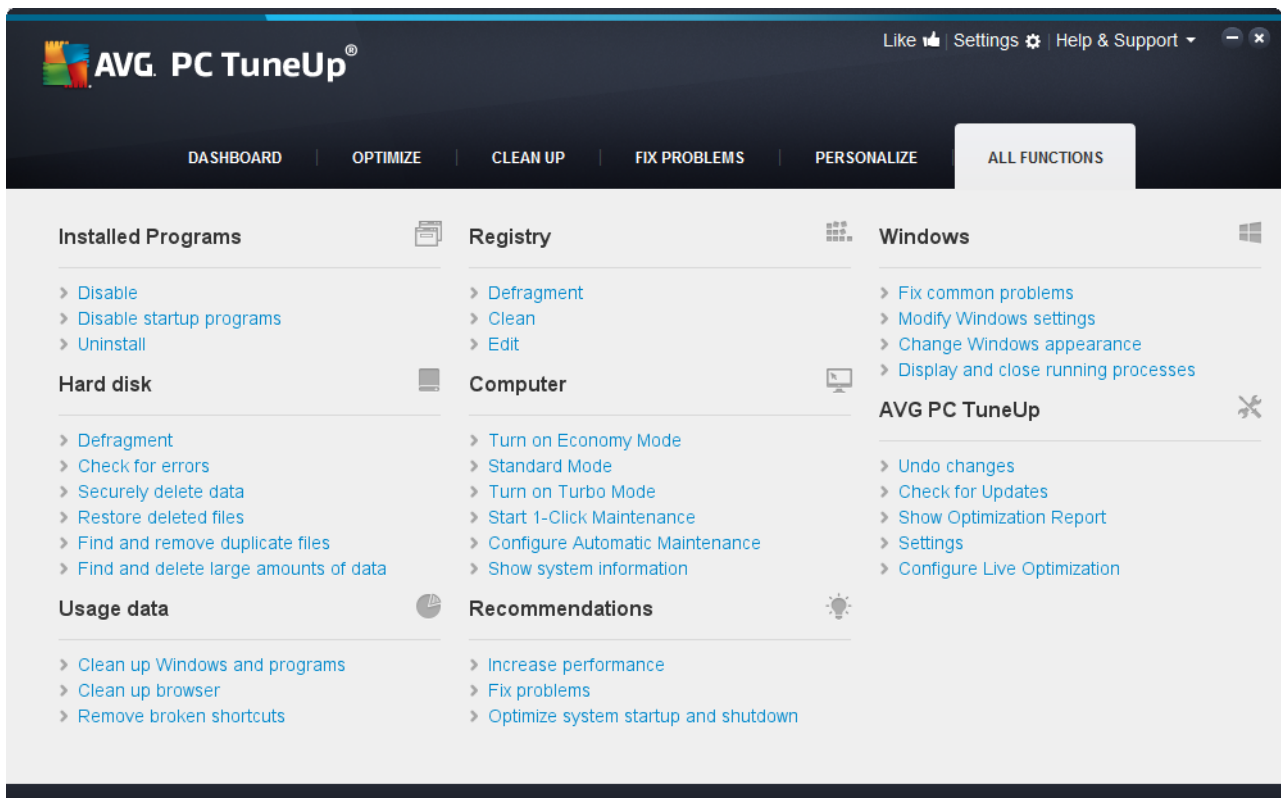 Like | Settings | Help & Support
AVG. PC TuneUp®
DASHBOARD | OPTIMIZE | CLEAN UP | FIX PROBLEMS | PERSONALIZE | ALL FUNCTIONS
Installed Programs
Disable
Disable startup programs
Uninstall
Hard disk
Defragment
Check for errors
Securely delete data
Restore deleted files
Find and remove duplicate files
Find and delete large amounts of data
Usage data
Clean up Windows and programs
Clean up browser
Remove broken shortcuts
Registry
Defragment
Clean
Edit
Computer
Turn on Economy Mode
Standard Mode
Turn on Turbo Mode
Start 1-Click Maintenance
Configure Automatic Maintenance
Show system information
Recommendations
Increase performance
Fix problems
Optimize system startup and shutdown
Windows
Fix common problems
Modify Windows settings
Change Windows appearance
Display and close running processes
AVG PC TuneUp
Undo changes
Check for Updates
Show Optimization Report
Settings
Configure Live Optimization